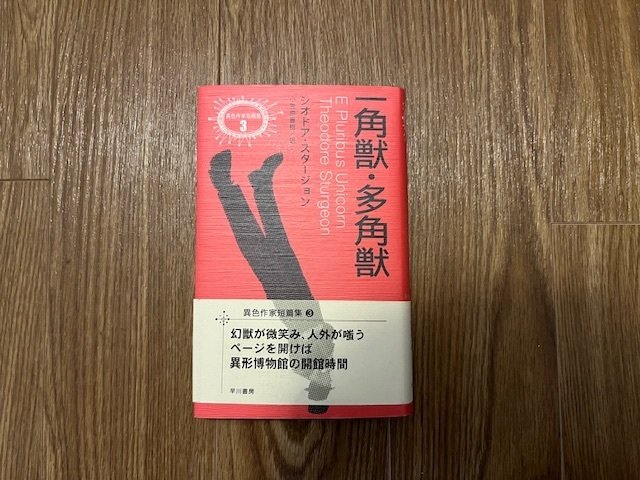 一角獣・多角獣
E Pluribus Unicorn
Theodore Sturgeon
シオドア・スタージョン
異色作家短篇集
3
異色作家短篇集❸
幻獣が微笑み、人外が嗤う
ページを開けば
異形博物館の開館時間
早川書房